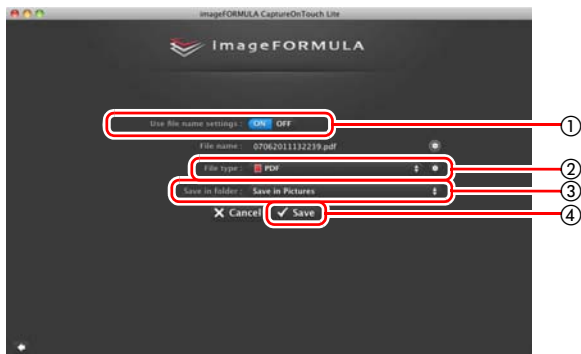 imageFORMULA CaptureOnTouch Lite
imageFORMULA
Use file name settings : ON OFF
①
File name : 07062011132239.pdf
File type : PDF
②
Save in folder : Save in Pictures
③
Cancel Save
④